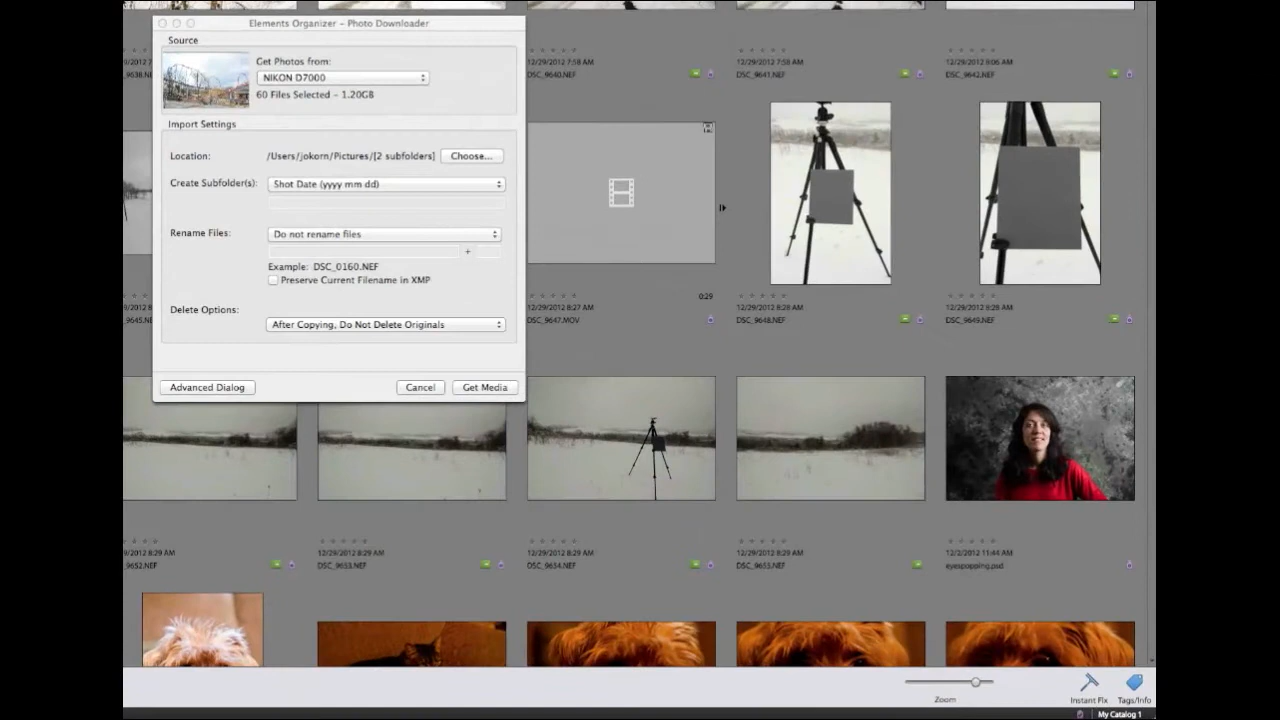 Elements Organizer - Photo Downloader
Source
Get Photos from:
NIKON D7000
60 Files Selected - 1.20GB
Import Settings
Location:
/Users/jokorn/Pictures/[2 subfolders]
Choose...
Create Subfolder(s):
Shot Date (yyyy mm dd)
Rename Files:
Do not rename files
+
Example: DSC_0160.NEF
Preserve Current Filename in XMP
Delete Options:
After Copying, Do Not Delete Originals
Advanced Dialog
Cancel
Get Media
12/29/2012 7:58 AM
DSC_9640.NEF
12/29/2012 7:58 AM
DSC_9641.NEF
12/29/2012 8:06 AM
DSC_9642.NEF
0:29
12/29/2012 8:27 AM
DSC_9647.MOV
12/29/2012 8:28 AM
DSC_9648.NEF
12/29/2012 8:28 AM
DSC_9649.NEF
9/2012 8:29 AM
_9652.NEF
12/29/2012 8:29 AM
DSC_9653.NEF
12/29/2012 8:29 AM
DSC_9654.NEF
12/29/2012 8:29 AM
DSC_9655.NEF
12/2/2012 11:44 AM
eyespopping.psd
Zoom
Instant Fix
Tags/Info
My Catalog 1